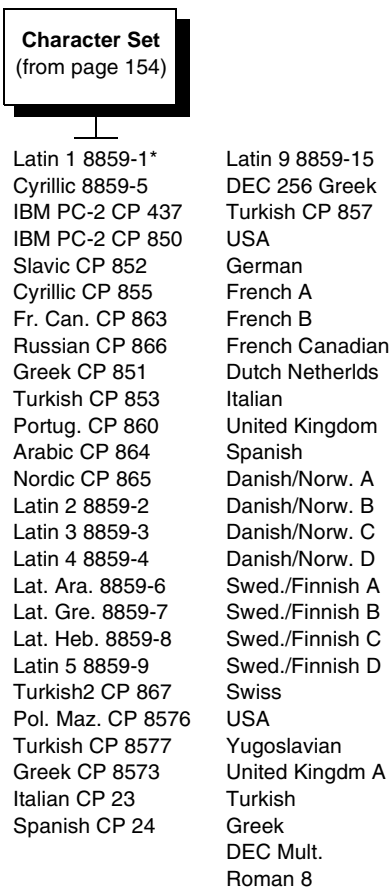 Character Set
(from page 154)
Latin 1 8859-1*
Cyrillic 8859-5
IBM PC-2 CP 437
IBM PC-2 CP 850
Slavic CP 852
Cyrillic CP 855
Fr. Can. CP 863
Russian CP 866
Greek CP 851
Turkish CP 853
Portug. CP 860
Arabic CP 864
Nordic CP 865
Latin 2 8859-2
Latin 3 8859-3
Latin 4 8859-4
Lat. Ara. 8859-6
Lat. Gre. 8859-7
Lat. Heb. 8859-8
Latin 5 8859-9
Turkish2 CP 867
Pol. Maz. CP 8576
Turkish CP 8577
Greek CP 8573
Italian CP 23
Spanish CP 24
Latin 9 8859-15
DEC 256 Greek
Turkish CP 857
USA
German
French A
French B
French Canadian
Dutch Netherlds
Italian
United Kingdom
Spanish
Danish/Norw. A
Danish/Norw. B
Danish/Norw. C
Danish/Norw. D
Swed./Finnish A
Swed./Finnish B
Swed./Finnish C
Swed./Finnish D
Swiss
USA
Yugoslavian
United Kingdm A
Turkish
Greek
DEC Mult.
Roman 8